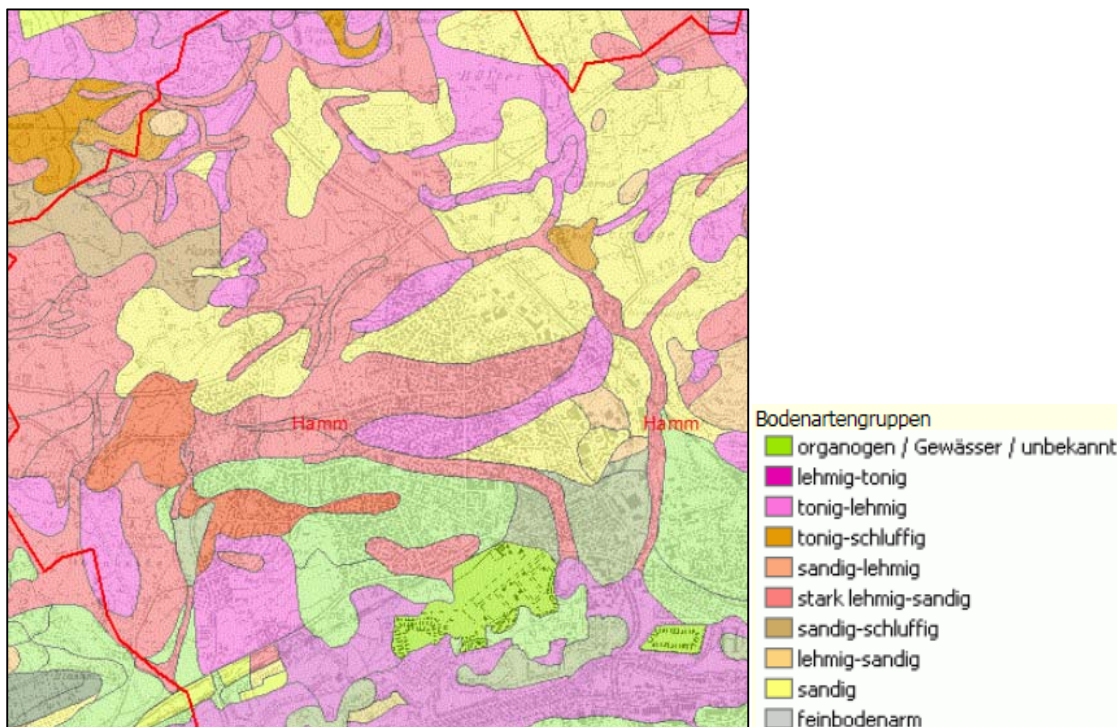 Hamm
Hamm
Bodenartengruppen
organogen / Gewässer / unbekannt
lehmig-tonig
tonig-lehmig
tonig-schluffig
sandig-lehmig
stark lehmig-sandig
sandig-schluffig
lehmig-sandig
sandig
feinbodenarm